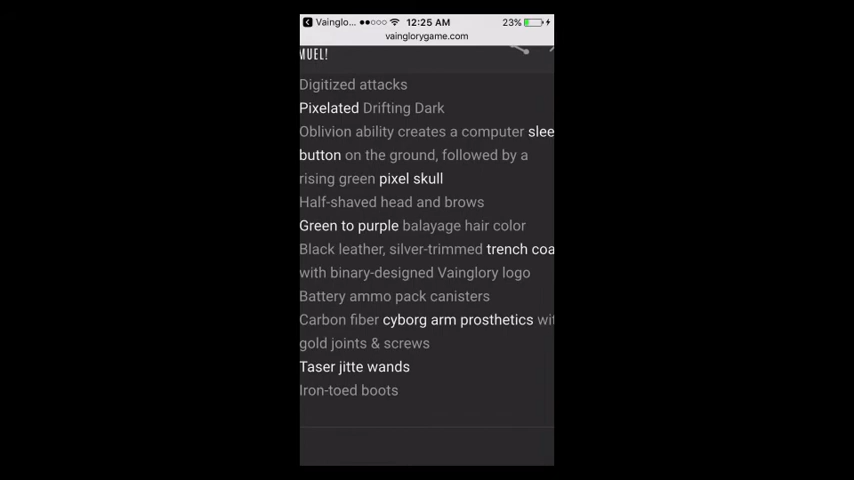 Vainglo... 12:25 AM 23%
vainglorygame.com
MUEL!
Digitized attacks
Pixelated Drifting Dark
Oblivion ability creates a computer slee
button on the ground, followed by a
rising green pixel skull
Half-shaved head and brows
Green to purple balayage hair color
Black leather, silver-trimmed trench coa
with binary-designed Vainglory logo
Battery ammo pack canisters
Carbon fiber cyborg arm prosthetics wit
gold joints & screws
Taser jitte wands
Iron-toed boots